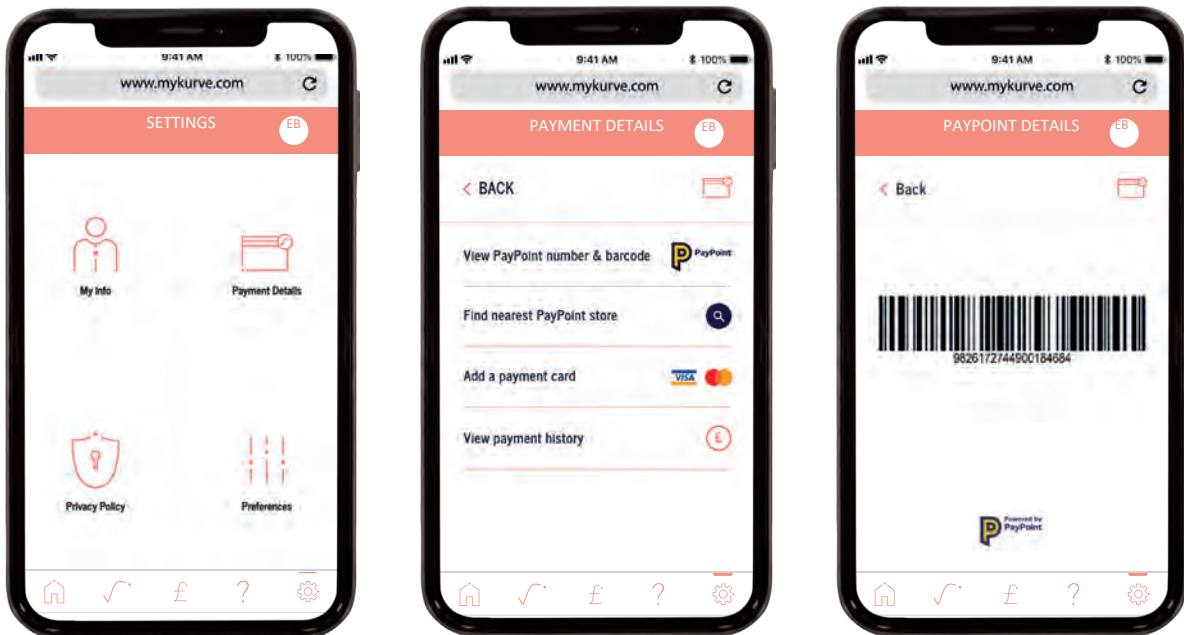 9:41 AM
100%
www.mykurve.com
SETTINGS
EB
My Info
Payment Details
Privacy Policy
Preferences
£
?
9:41 AM
100%
www.mykurve.com
PAYMENT DETAILS
EB
< BACK
View PayPoint number & barcode
PayPoint
Find nearest PayPoint store
Add a payment card
VISA
View payment history
£
£
?
9:41 AM
100%
www.mykurve.com
PAYPOINT DETAILS
EB
< Back
9826172744900184684
Powered by
PayPoint
£
?